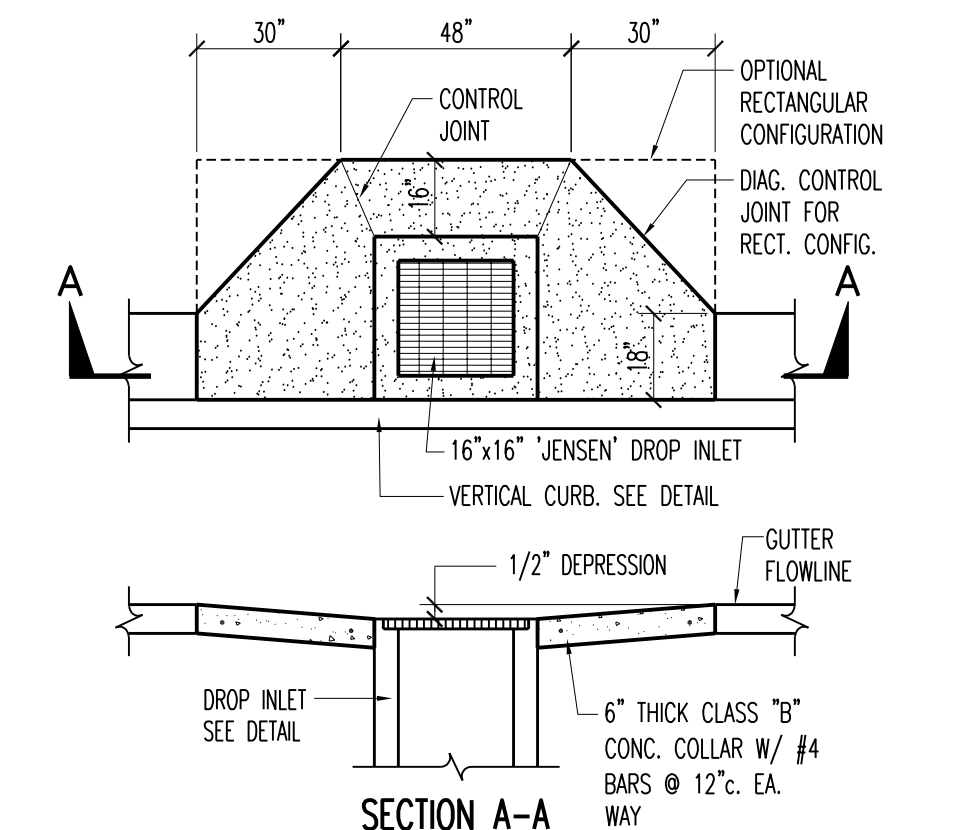 30" 48" 30"
OPTIONAL
RECTANGULAR
CONFIGURATION
CONTROL
JOINT
16"
DIAG. CONTROL
JOINT FOR
RECT. CONFIG.
A A
18"
16"x16" 'JENSEN' DROP INLET
VERTICAL CURB. SEE DETAIL
1/2" DEPRESSION
GUTTER
FLOWLINE
DROP INLET
SEE DETAIL
6" THICK CLASS "B"
CONC. COLLAR W/ #4
BARS @ 12"c. EA.
WAY
SECTION A-A